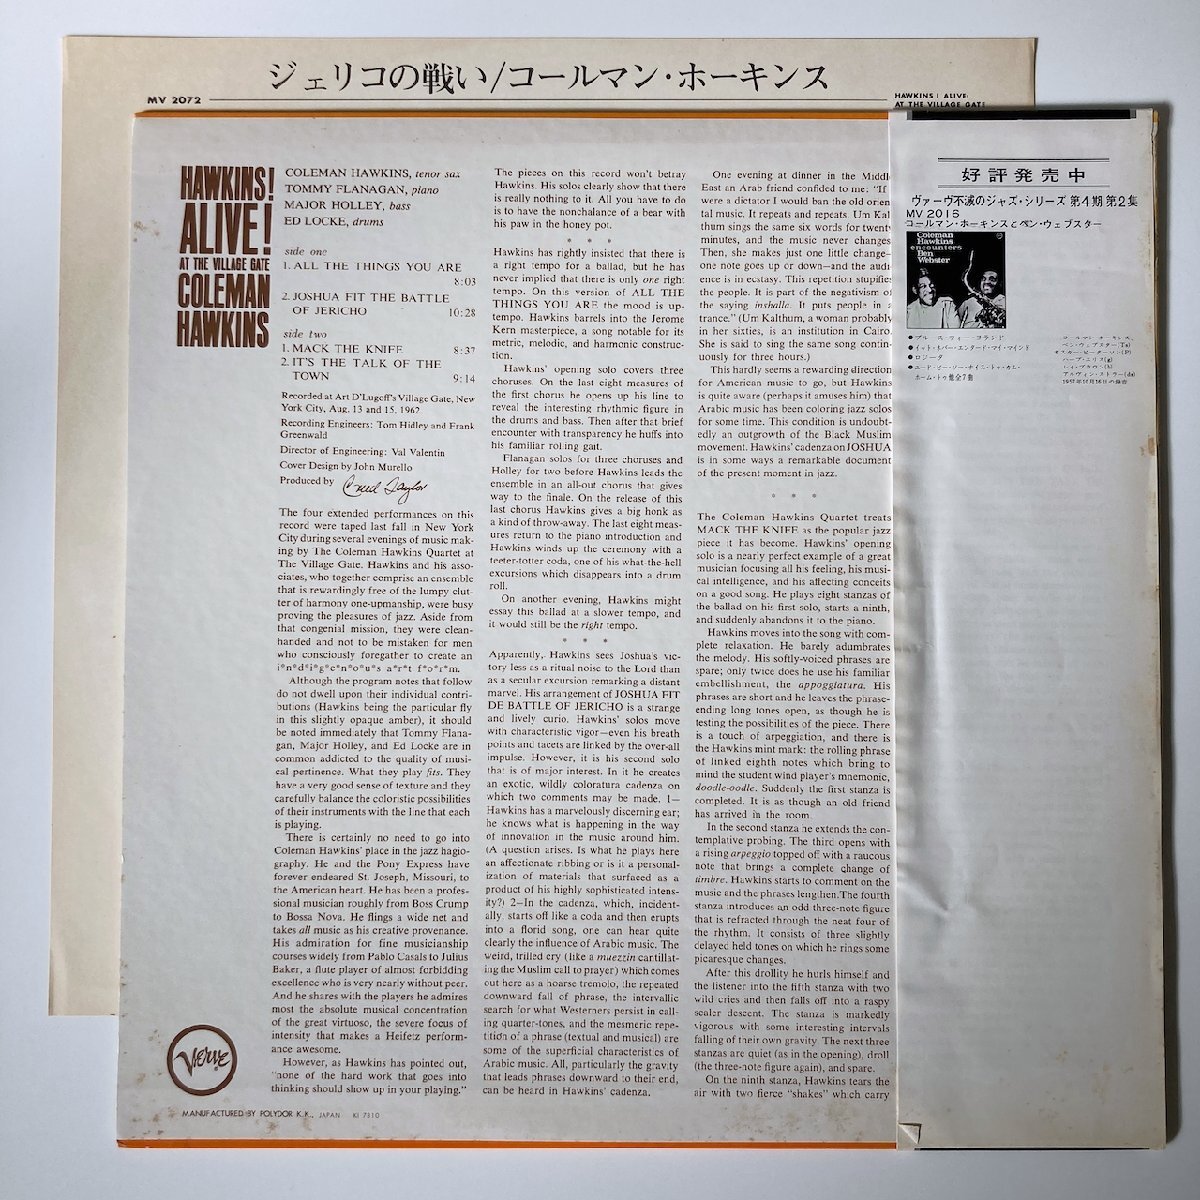 ジェリコの戦い/コールマン・ホーキンス
MV 2072
HAWKINS! ALIVE!
AT THE VILLAGE GATE
HAWKINS!
ALIVE!
AT THE VILLAGE GATE
COLEMAN
HAWKINS
COLEMAN HAWKINS, tenor sax
TOMMY FLANAGAN, piano
MAJOR HOLLEY, bass
ED LOCKE, drums
side one
1. ALL THE THINGS YOU ARE
8:03
2. JOSHUA FIT THE BATTLE
OF JERICHO 10:28
side two
1. MACK THE KNIFE 8:37
2. IT'S THE TALK OF THE
TOWN 9:14
Recorded at Art D'Lugoff's Village Gate, New
York City, Aug. 13 and 15, 1962
Recording Engineers: Tom Hidley and Frank
Greenwald
Director of Engineering: Val Valentin
Cover Design by John Murello
Produced by Creed Taylor
The four extended performances on this
record were taped last fall in New York
City during several evenings of music mak-
ing by The Coleman Hawkins Quartet at
The Village Gate. Hawkins and his asso-
ciates, who together comprise an ensemble
that is rewardingly free of the lumpy clut-
ter of harmony one-upmanship, were busy
proving the pleasures of jazz. Aside from
that congenial mission, they were clean-
handed and not to be mistaken for men
who consciously foregather to create an
i*n*d*i*g*e*n*o*u*s a*r*t f*o*r*m.
Although the program notes that follow
do not dwell upon their individual contri-
butions (Hawkins being the particular fly
in this slightly opaque amber), it should
be noted immediately that Tommy Flana-
gan, Major Holley, and Ed Locke are in
common addicted to the quality of musi-
cal pertinence. What they play fits. They
have a very good sense of texture and they
carefully balance the coloristic possibilities
of their instruments with the line that each
is playing.
There is certainly no need to go into
Coleman Hawkins' place in the jazz hagio-
graphy. He and the Pony Express have
forever endeared St. Joseph, Missouri, to
the American heart. He has been a profes-
sional musician roughly from Boss Crump
to Bossa Nova. He flings a wide net and
takes all music as his creative provenance.
His admiration for fine musicianship
courses widely from Pablo Casals to Julius
Baker, a flute player of almost forbidding
excellence who is very nearly without peer.
And he shares with the players he admires
most the absolute musical concentration
of the great virtuoso, the severe focus of
intensity that makes a Heifetz perform-
ance awesome.
However, as Hawkins has pointed out,
"none of the hard work that goes into
thinking should show up in your playing."
The pieces on this record won't betray
Hawkins. His solos clearly show that there
is really nothing to it. All you have to do
is to have the nonchalance of a bear with
his paw in the honey pot.
* * *
Hawkins has rightly insisted that there is
a right tempo for a ballad, but he has
never implied that there is only one right
tempo. On this version of ALL THE
THINGS YOU ARE the mood is up-
tempo. Hawkins barrels into the Jerome
Kern masterpiece, a song notable for its
metric, melodic, and harmonic construc-
tion.
Hawkins' opening solo covers three
choruses. On the last eight measures of
the first chorus he opens up his line to
reveal the interesting rhythmic figure in
the drums and bass. Then after that brief
encounter with transparency he huffs into
his familiar rolling gait.
Flanagan solos for three choruses and
Holley for two before Hawkins leads the
ensemble in an all-out chorus that gives
way to the finale. On the release of this
last chorus Hawkins gives a big honk as
a kind of throw-away. The last eight meas-
ures return to the piano introduction and
Hawkins winds up the ceremony with a
teeter-totter coda, one of his what-the-hell
excursions which disappears into a drum
roll.
On another evening, Hawkins might
essay this ballad at a slower tempo, and
it would still be the right tempo.
* * *
Apparently, Hawkins sees Joshua's vic-
tory less as a ritual noise to the Lord than
as a secular excursion remarking a distant
marvel. His arrangement of JOSHUA FIT
DE BATTLE OF JERICHO is a strange
and lively curio. Hawkins' solos move
with characteristic vigor—even his breath
points and facets are linked by the over-all
impulse. However, it is his second solo
that is of major interest. In it he creates
an exotic, wildly coloratura cadenza on
which two comments may be made. 1—
Hawkins has a marvelously discerning ear;
he knows what is happening in the way
of innovation in the music around him.
(A question arises. Is what he plays here
an affectionate ribbing or is it a personal-
ization of materials that surfaced as a
product of his highly sophisticated intens-
ity?) 2—In the cadenza, which, incident-
ally starts off like a coda and then erupts
into a florid song, one can hear quite
clearly the influence of Arabic music. The
weird, trilled cry (like a muezzin cantillat-
ing the Muslim call to prayer) which comes
out here as a hoarse tremolo, the repeated
downward fall of phrase, the intervallic
search for what Westerners persist in call-
ing quarter-tones, and the mesmeric repe-
tition of a phrase (textual and musical) are
some of the superficial characteristics of
Arabic music. All, particularly the gravity
that leads phrases downward to their end,
can be heard in Hawkins' cadenza.
One evening at dinner in the Middl
East an Arab friend confided to me: "If
were a dictator I would ban the old orien
tal music. It repeats and repeats. Um Kal
thum sings the same six words for twenty
minutes, and the music never changes
Then, she makes just one little change—
one note goes up or down—and the audi
ence is in ecstasy. This repetition stupifies
the people. It is part of the negativism of
the saying inshalle. It puts people in a
trance." (Um Kalthum, a woman probably
in her sixties, is an institution in Cairo.
She is said to sing the same song contin-
uously for three hours.)
This hardly seems a rewarding direction
for American music to go, but Hawkins
is quite aware (perhaps it amuses him) that
Arabic music has been coloring jazz solos
for some time. This condition is undoubt-
edly an outgrowth of the Black Muslim
movement. Hawkins' cadenza on JOSHUA
is in some ways a remarkable document
of the present moment in jazz.
* * *
The Coleman Hawkins Quartet treats
MACK THE KNIFE as the popular jazz
piece it has become. Hawkins' opening
solo is a nearly perfect example of a great
musician focusing all his feeling, his musi-
cal intelligence, and his affecting conceits
on a good song. He plays eight stanzas of
the ballad on his first solo, starts a ninth,
and suddenly abandons it to the piano.
Hawkins moves into the song with com-
plete relaxation. He barely adumbrates
the melody. His softly-voiced phrases are
spare; only twice does he use his familiar
embellishment, the appoggiatura. His
phrases are short and he leaves the phrase-
ending long tones open, as though he is
testing the possibilities of the piece. There
is a touch of arpeggiation, and there is
the Hawkins mint mark: the rolling phrase
of linked eighth notes which bring to
mind the student wind player's mnemonic,
doodle-oodle. Suddenly the first stanza is
completed. It is as though an old friend
has arrived in the room.
In the second stanza he extends the con-
templative probing. The third opens with
a rising arpeggio topped off with a raucous
note that brings a complete change of
timbre. Hawkins starts to comment on the
music and the phrases lengthen. The fourth
stanza introduces an odd three-note figure
that is refracted through the neat four of
the rhythm. It consists of three slightly
delayed held tones on which he rings some
picaresque changes.
After this drollity he hurls himself and
the listener into the fifth stanza with two
wild cries and then falls off into a raspy
scalar descent. The stanza is markedly
vigorous with some interesting intervals
falling of their own gravity. The next three
stanzas are quiet (as in the opening), droll
(the three-note figure again), and spare.
On the ninth stanza, Hawkins tears the
air with two fierce "shakes" which carry
Verve
MANUFACTURED BY POLYDOR K.K., JAPAN KI 7310
好評発売中
ヴァーヴ不滅のジャズ・シリーズ 第4期 第2集
MV 2016
コールマン・ホーキンスとベン・ウェブスター
Coleman
Hawkins
encounters
Ben
Webster